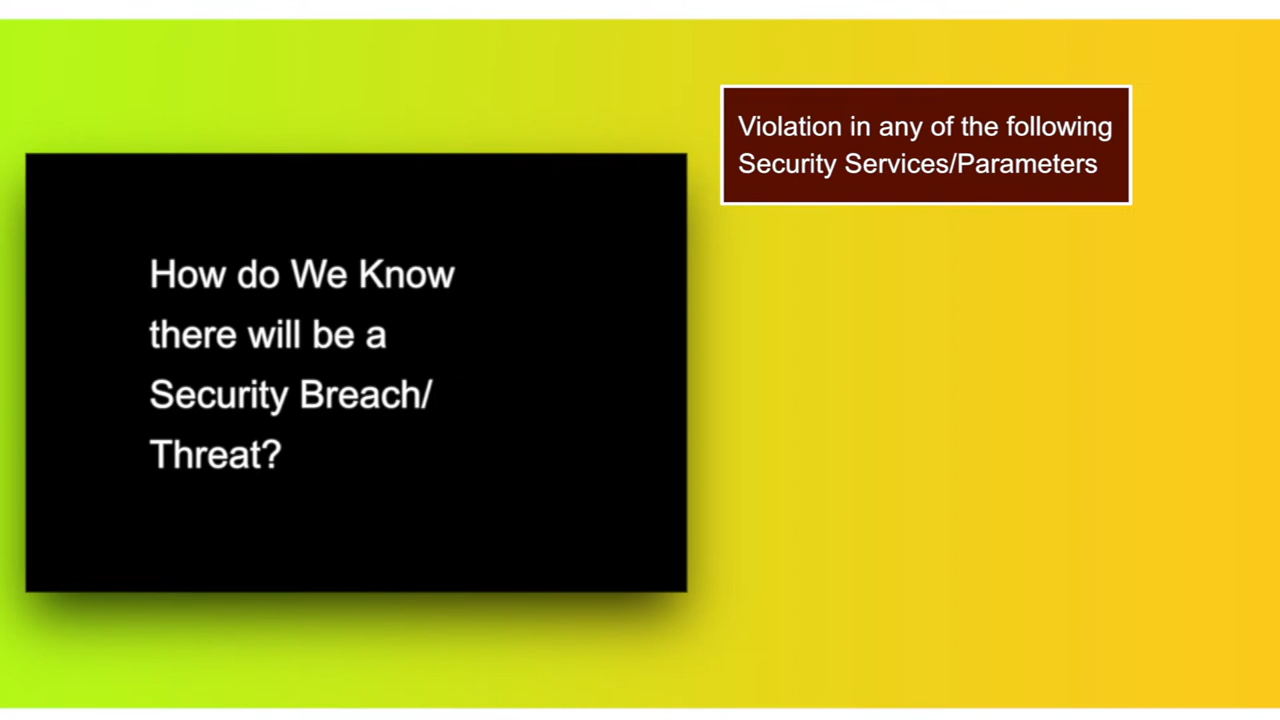 How do We Know
there will be a
Security Breach/
Threat?
Violation in any of the following
Security Services/Parameters